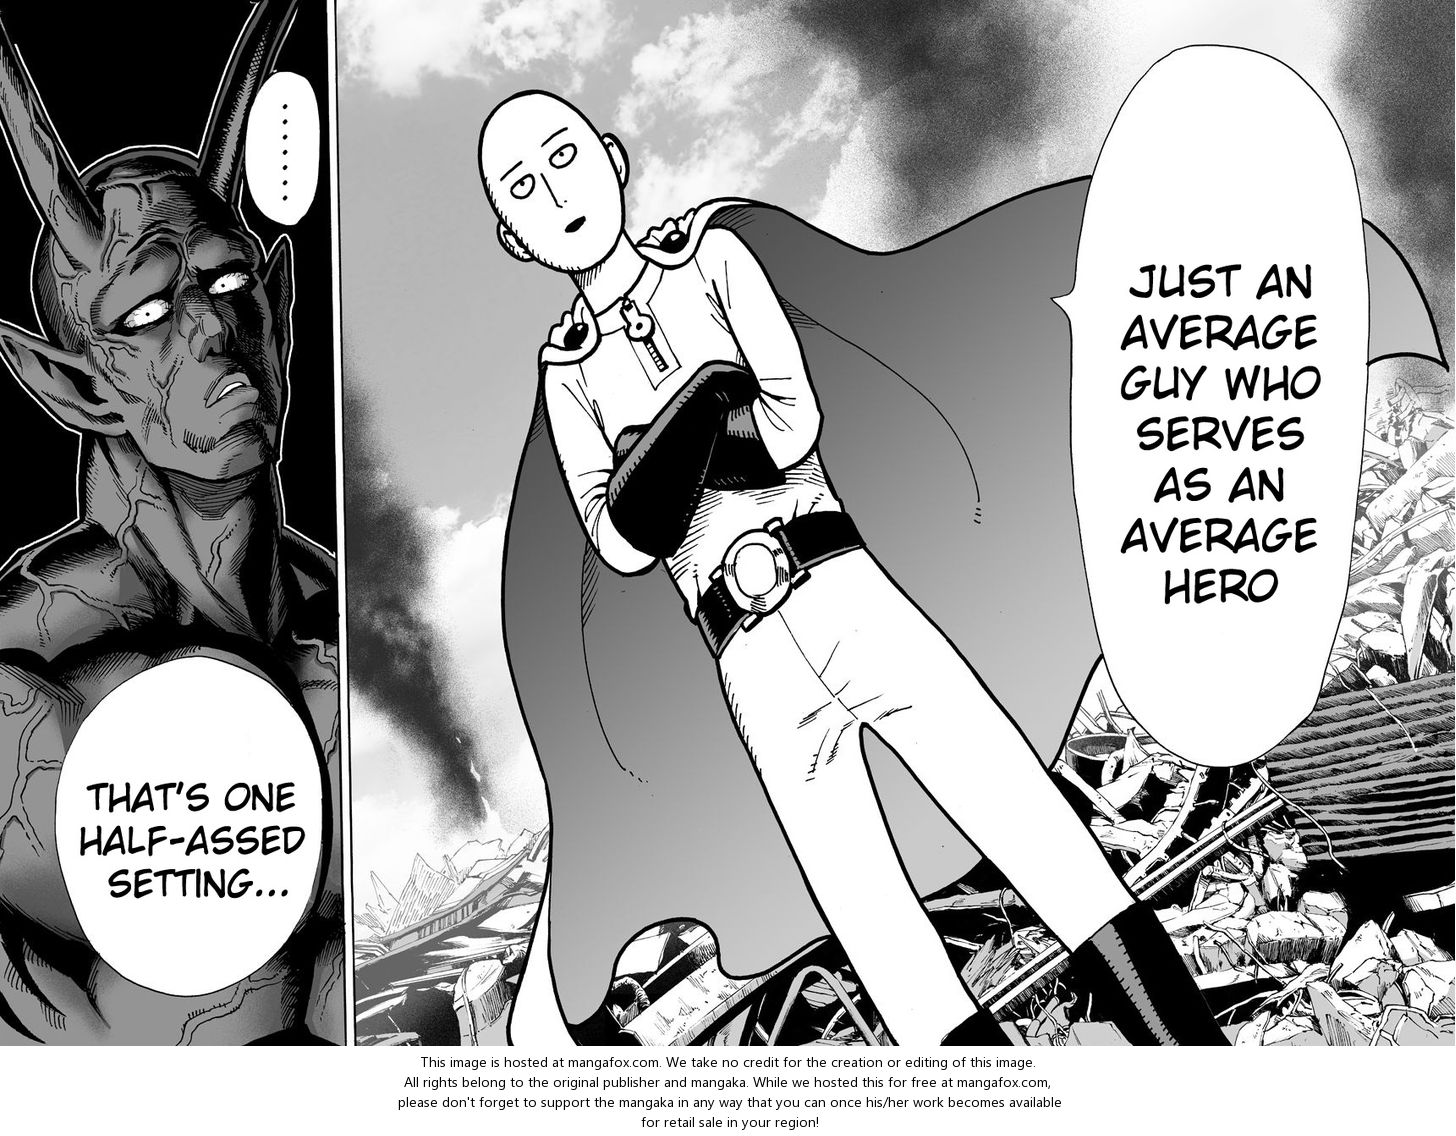 JUST AN
AVERAGE
GUY WHO
SERVES
AS AN
AVERAGE
HERO
........
THAT'S ONE
HALF-ASSED
SETTING...
This image is hosted at mangafox.com. We take no credit for the creation or editing of this image.
All rights belong to the original publisher and mangaka. While we hosted this for free at mangafox.com,
please don't forget to support the mangaka in any way that you can once his/her work becomes available
for retail sale in your region!